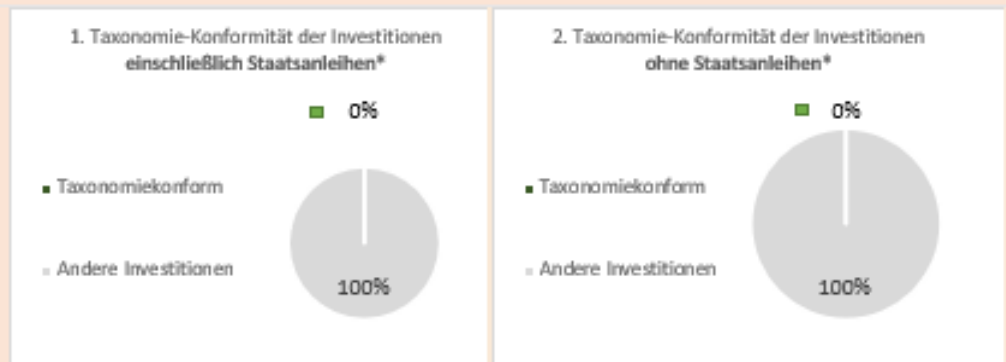 1. Taxonomie-Konformität der Investitionen
einschließlich Staatsanleihen*
0%
Taxonomiekonform
Andere Investitionen
100%
2. Taxonomie-Konformität der Investitionen
ohne Staatsanleihen*
0%
Taxonomiekonform
Andere Investitionen
100%